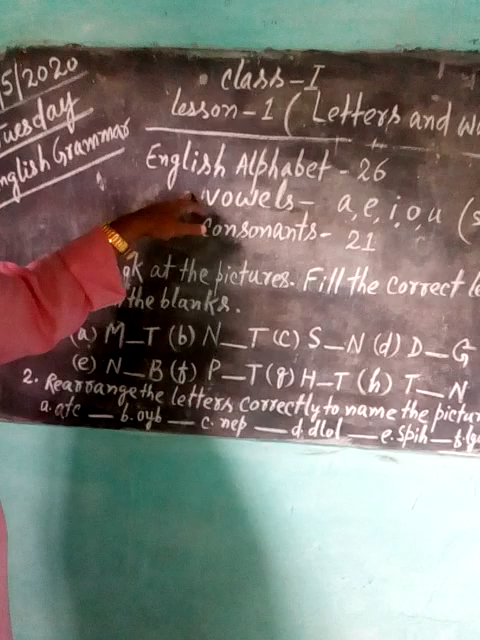 5/2020
Tuesday
English Grammar
class-I
lesson-1 (Letters and
English Alphabet - 26
vowels - a, e, i, o, u (
Consonants - 21
at the pictures. Fill the correct
the blanks.
(a) M_T (b) N_T (c) S_N (d) D_G
(e) N_B (f) P_T (g) H_T (h) T_N
2. Rearrange the letters correctly to name the
a. atc — b. oyb — c. nep — d. dlol — e. Spih —